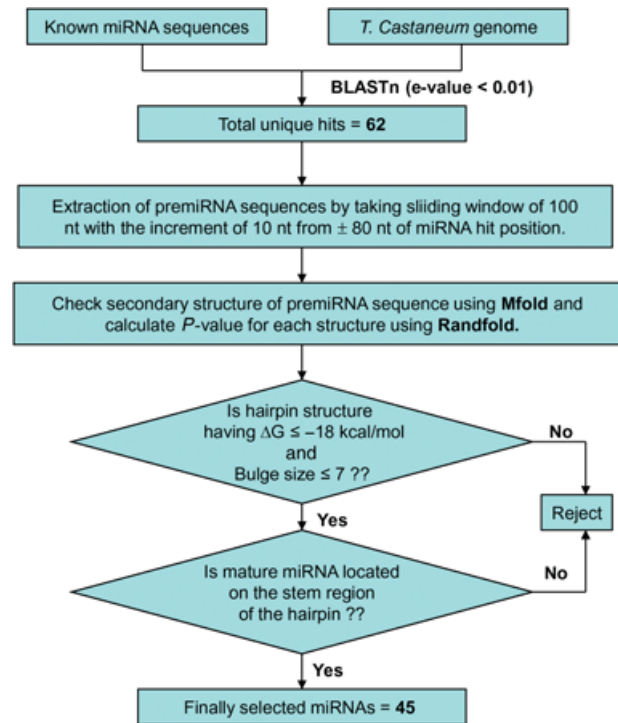 Known miRNA sequences
T. Castaneum genome
BLASTn (e-value < 0.01)
Total unique hits = 62
Extraction of premiRNA sequences by taking sliiding window of 100
nt with the increment of 10 nt from ± 80 nt of miRNA hit position.
Check secondary structure of premiRNA sequence using Mfold and
calculate P-value for each structure using Randfold.
Is hairpin structure
having ΔG ≤ −18 kcal/mol
and
Bulge size ≤ 7 ??
No
Yes
Reject
Is mature miRNA located
on the stem region
of the hairpin ??
No
Yes
Finally selected miRNAs = 45